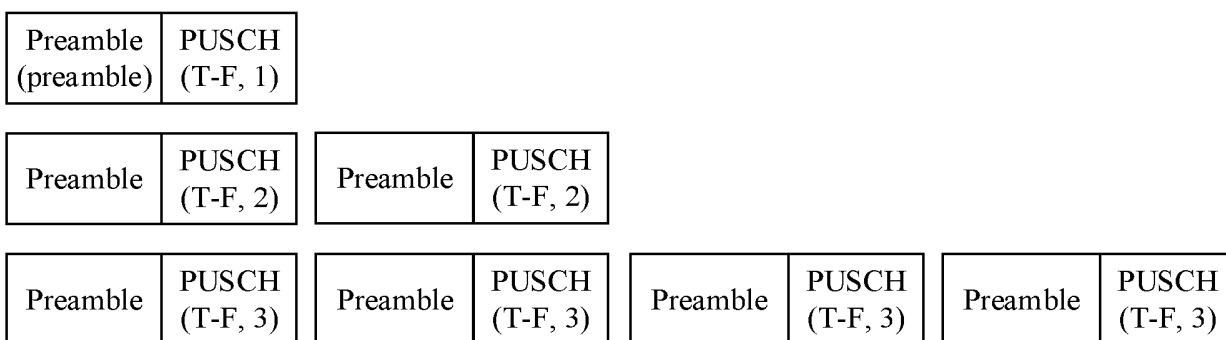 Preamble
(preamble)
PUSCH
(T-F, 1)
Preamble
PUSCH
(T-F, 2)
Preamble
PUSCH
(T-F, 2)
Preamble
PUSCH
(T-F, 3)
Preamble
PUSCH
(T-F, 3)
Preamble
PUSCH
(T-F, 3)
Preamble
PUSCH
(T-F, 3)